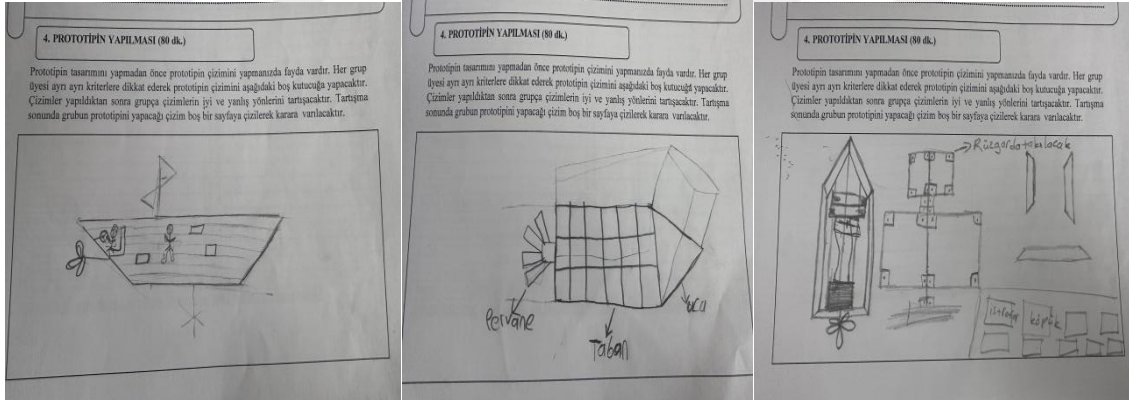 4. PROTOTİPİN YAPILMASI (80 dk.)
Prototipin tasarımını yapmadan önce prototipin çizimini yapmanızda fayda vardır. Her grup
üyesi ayrı ayrı kriterlere dikkat ederek prototipin çizimini aşağıdaki boş kutucuğa yapacaktır.
Çizimler yapıldıktan sonra grupça çizimlerin iyi ve yanlış yönlerini tartışacaktır. Tartışma
sonunda grubun prototipini yapacağı çizim boş bir sayfaya çizilerek karara varılacaktır.
4. PROTOTİPİN YAPILMASI (80 dk.)
Prototipin tasarımını yapmadan önce prototipin çizimini yapmanızda fayda vardır. Her grup
üyesi ayrı ayrı kriterlere dikkat ederek prototipin çizimini aşağıdaki boş kutucuğa yapacaktır.
Çizimler yapıldıktan sonra grupça çizimlerin iyi ve yanlış yönlerini tartışacaktır. Tartışma
sonunda grubun prototipini yapacağı çizim boş bir sayfaya çizilerek karara varılacaktır.
Pervane
Taban
ucu
4. PROTOTİPİN YAPILMASI (80 dk.)
Prototipin tasarımını yapmadan önce prototipin çizimini yapmanızda fayda vardır. Her grup
üyesi ayrı ayrı kriterlere dikkat ederek prototipin çizimini aşağıdaki boş kutucuğa yapacaktır.
Çizimler yapıldıktan sonra grupça çizimlerin iyi ve yanlış yönlerini tartışacaktır. Tartışma
sonunda grubun prototipini yapacağı çizim boş bir sayfaya çizilerek karara varılacaktır.
köpük